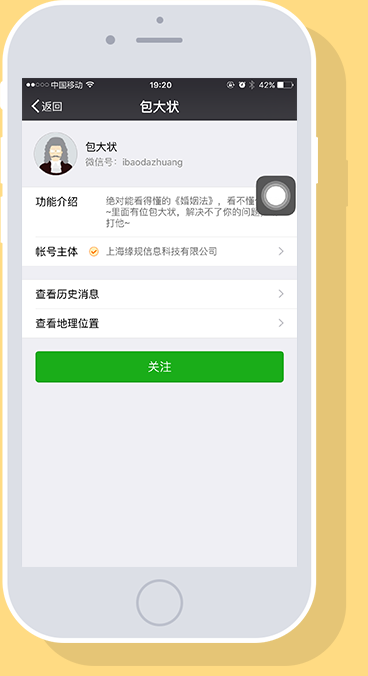 中国移动 19:20 42%
返回 包大状
包大状
微信号：ibaodazhuang
功能介绍 绝对能看得懂的《婚姻法》，看不懂
~里面有位包大状，解决不了你的问题，
打他~
帐号主体 上海缘规信息科技有限公司
查看历史消息
查看地理位置
关注